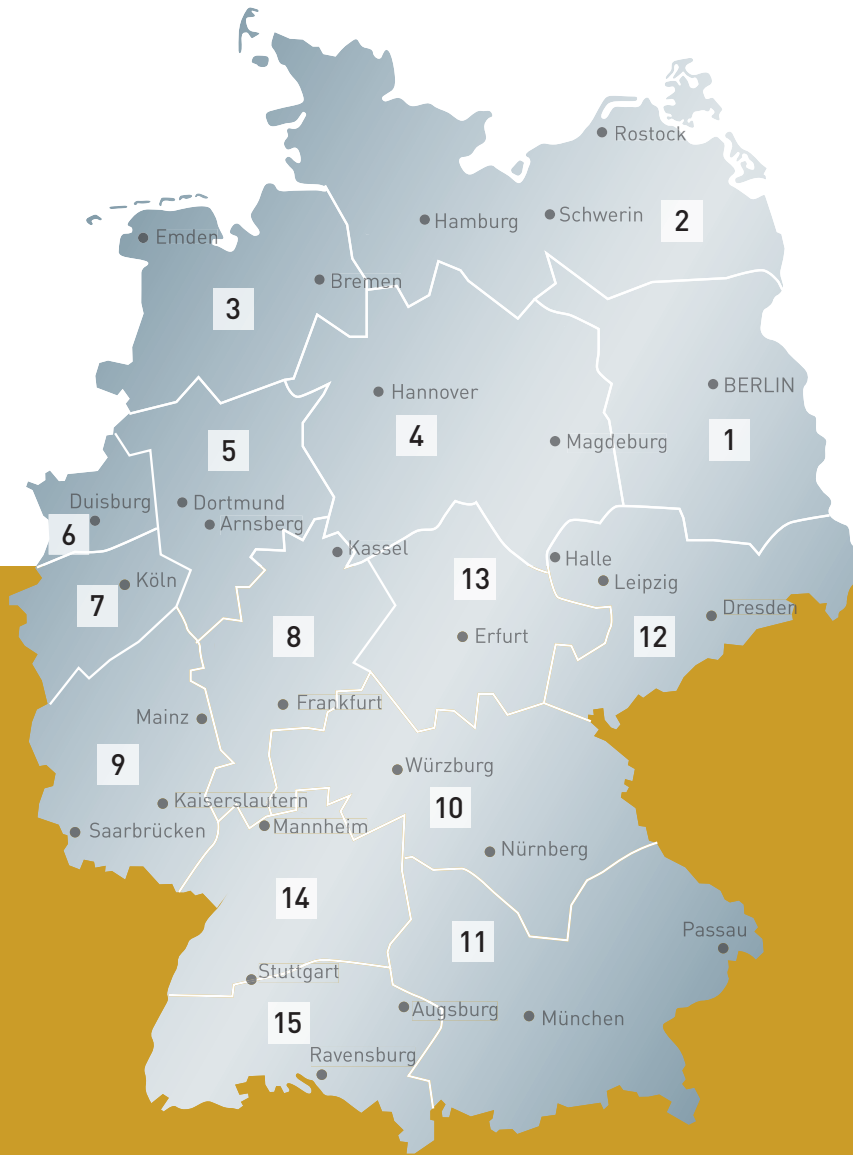 Rostock
Schwerin
2
Hamburg
Emden
Bremen
3
BERLIN
Hannover
4
1
5
Magdeburg
Duisburg
Dortmund
Arnsberg
6
Kassel
Halle
13
Köln
Leipzig
7
Dresden
8
Erfurt
12
Frankfurt
Mainz
9
Würzburg
Kaiserslautern
10
Saarbrücken
Mannheim
Nürnberg
14
Passau
11
Stuttgart
Augsburg
15
München
Ravensburg